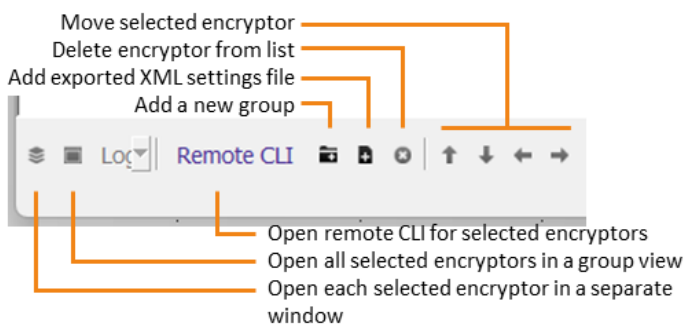 Move selected encryptor
Delete encryptor from list
Add exported XML settings file
Add a new group
Log
Remote CLI
Open remote CLI for selected encryptors
Open all selected encryptors in a group view
Open each selected encryptor in a separate
window